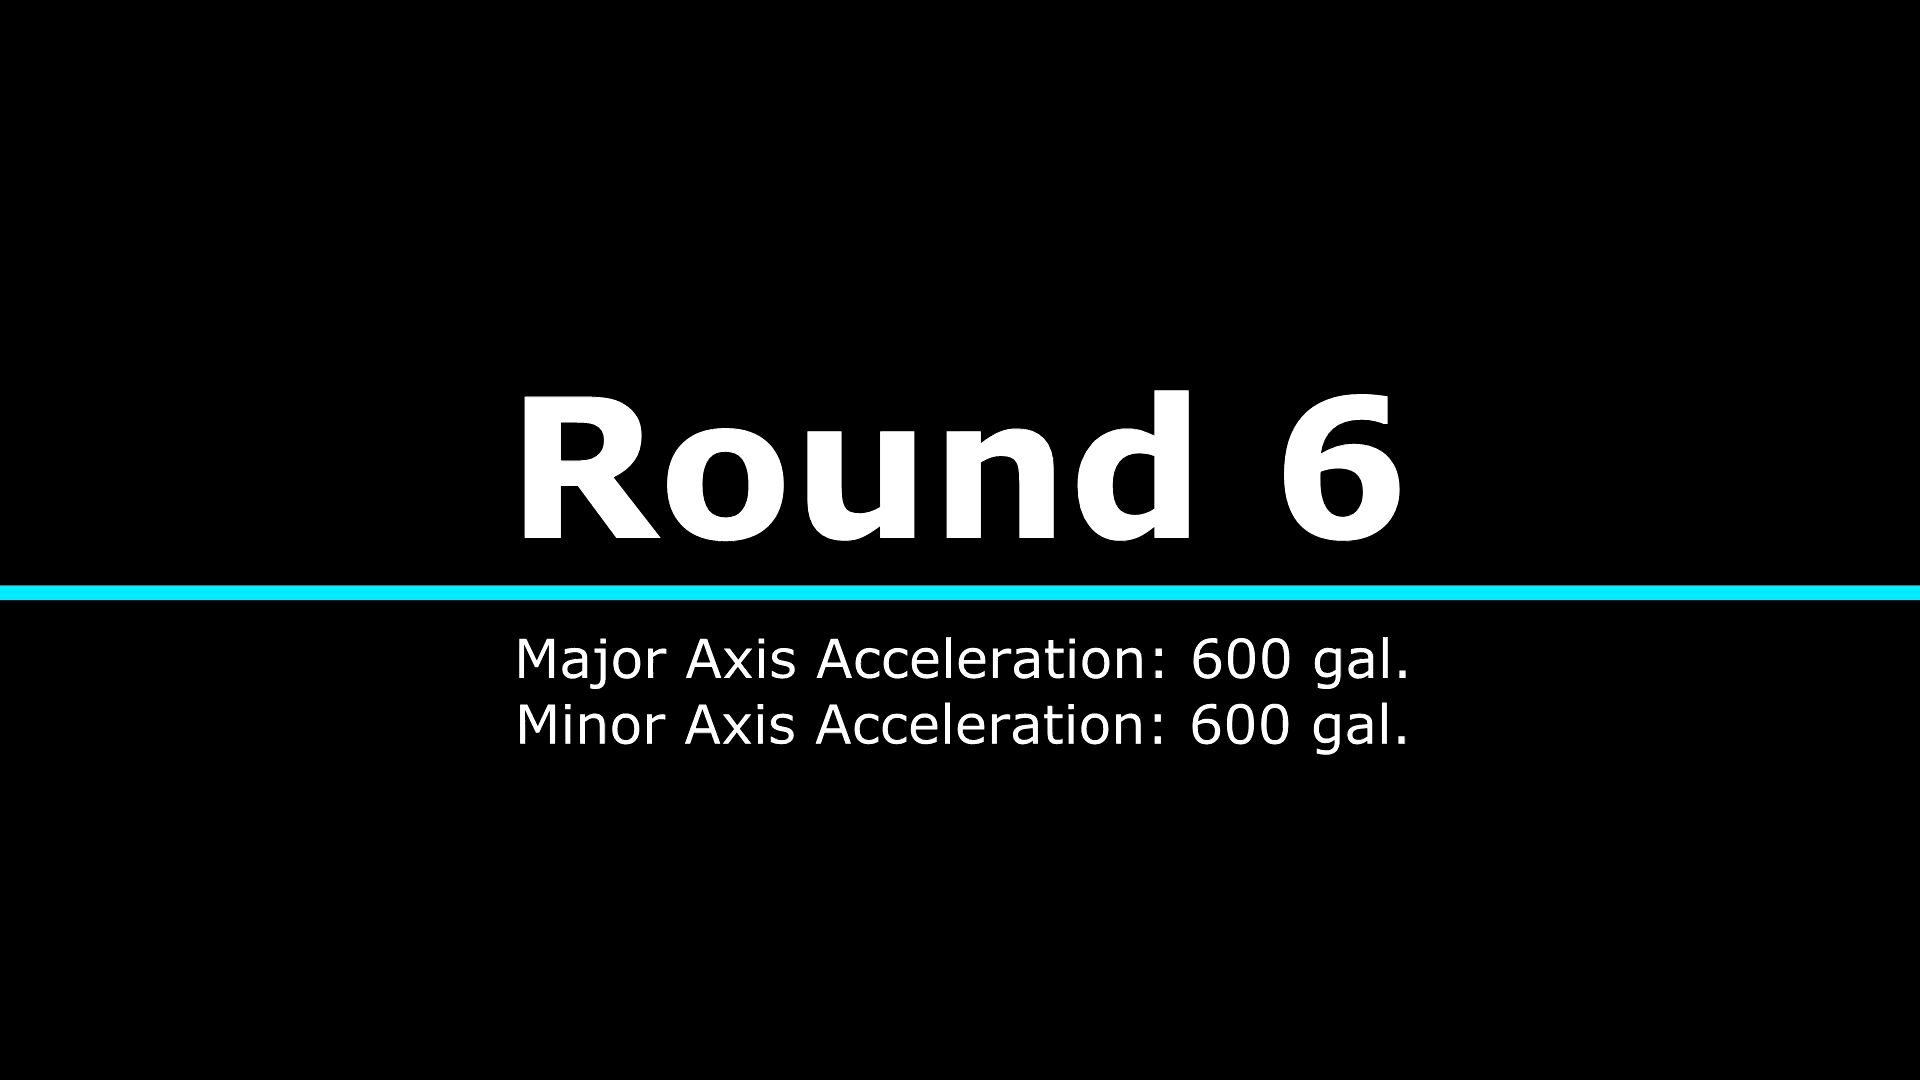 Round 6
Major Axis Acceleration: 600 gal.
Minor Axis Acceleration: 600 gal.